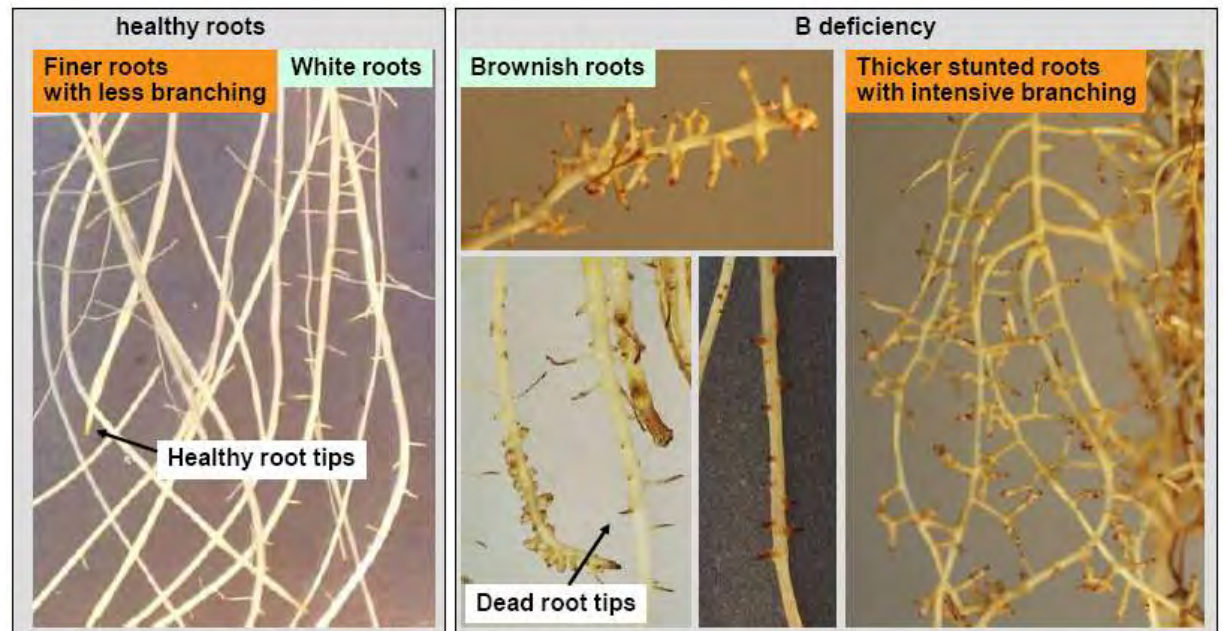 healthy roots
Finer roots
with less branching
White roots
Healthy root tips
B deficiency
Brownish roots
Thicker stunted roots
with intensive branching
Dead root tips